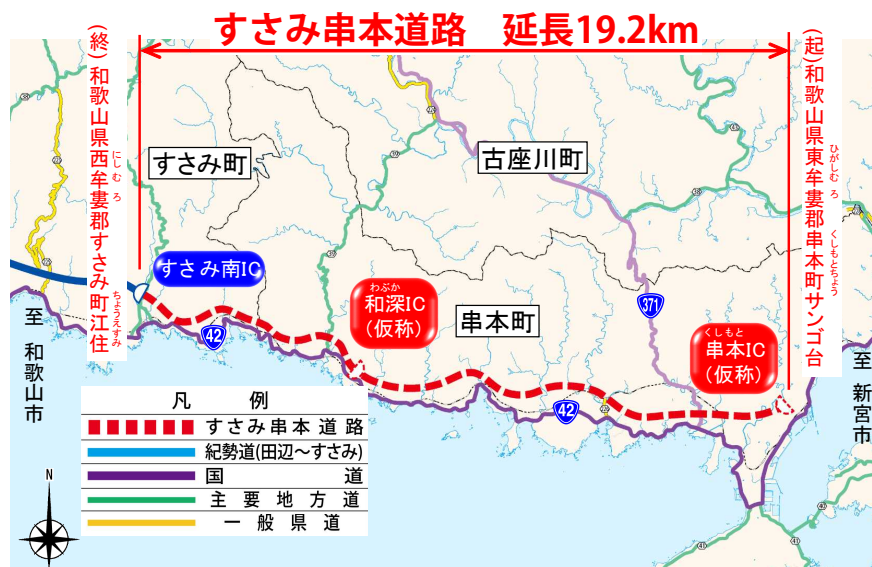 すさみ串本道路 延長19.2km
(終)和歌山県西牟婁郡すさみ町江住
にしむろ
ちょうえすみ
(起)和歌山県東牟婁郡串本町サンゴ台
ひがしむろ
くしもとちょう
すさみ町
古座川町
串本町
すさみ南IC
わぶか
和深IC
(仮称)
くしもと
串本IC
(仮称)
371
42
42
39
38
至 和歌山市
至 新宮市
凡例
すさみ串本道路
紀勢道(田辺～すさみ)
国道
主要地方道
一般県道
N